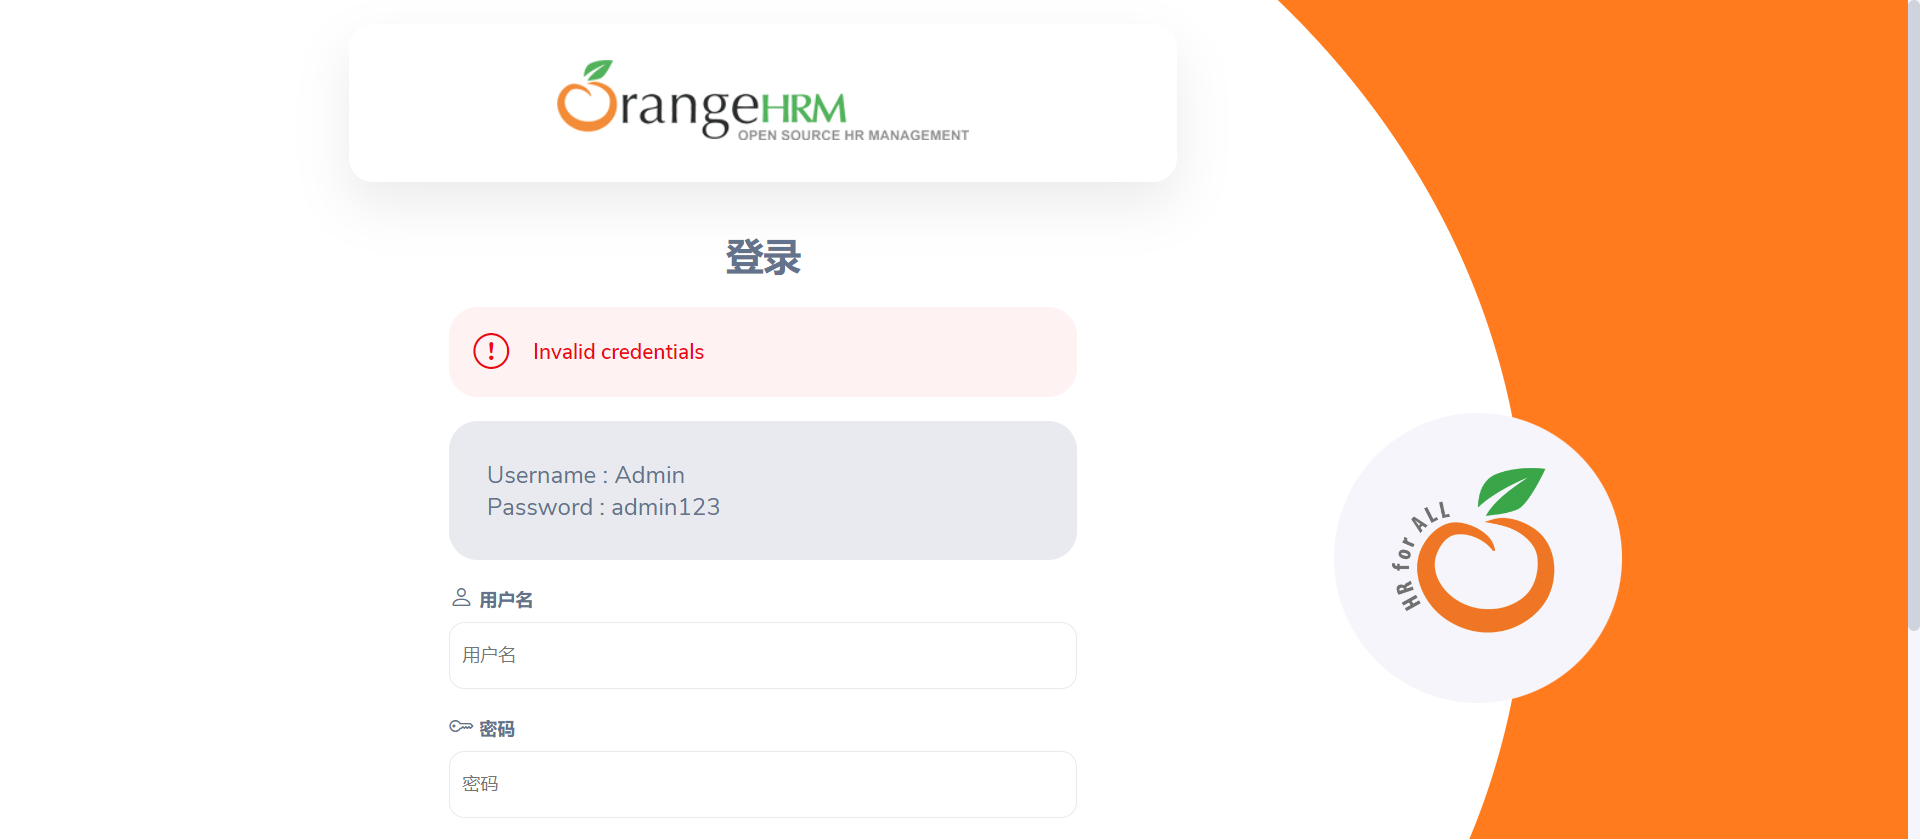 OrangeHRM
OPEN SOURCE HR MANAGEMENT
登录
Invalid credentials
Username : Admin
Password : admin123
用户名
用户名
密码
密码
HR for ALL